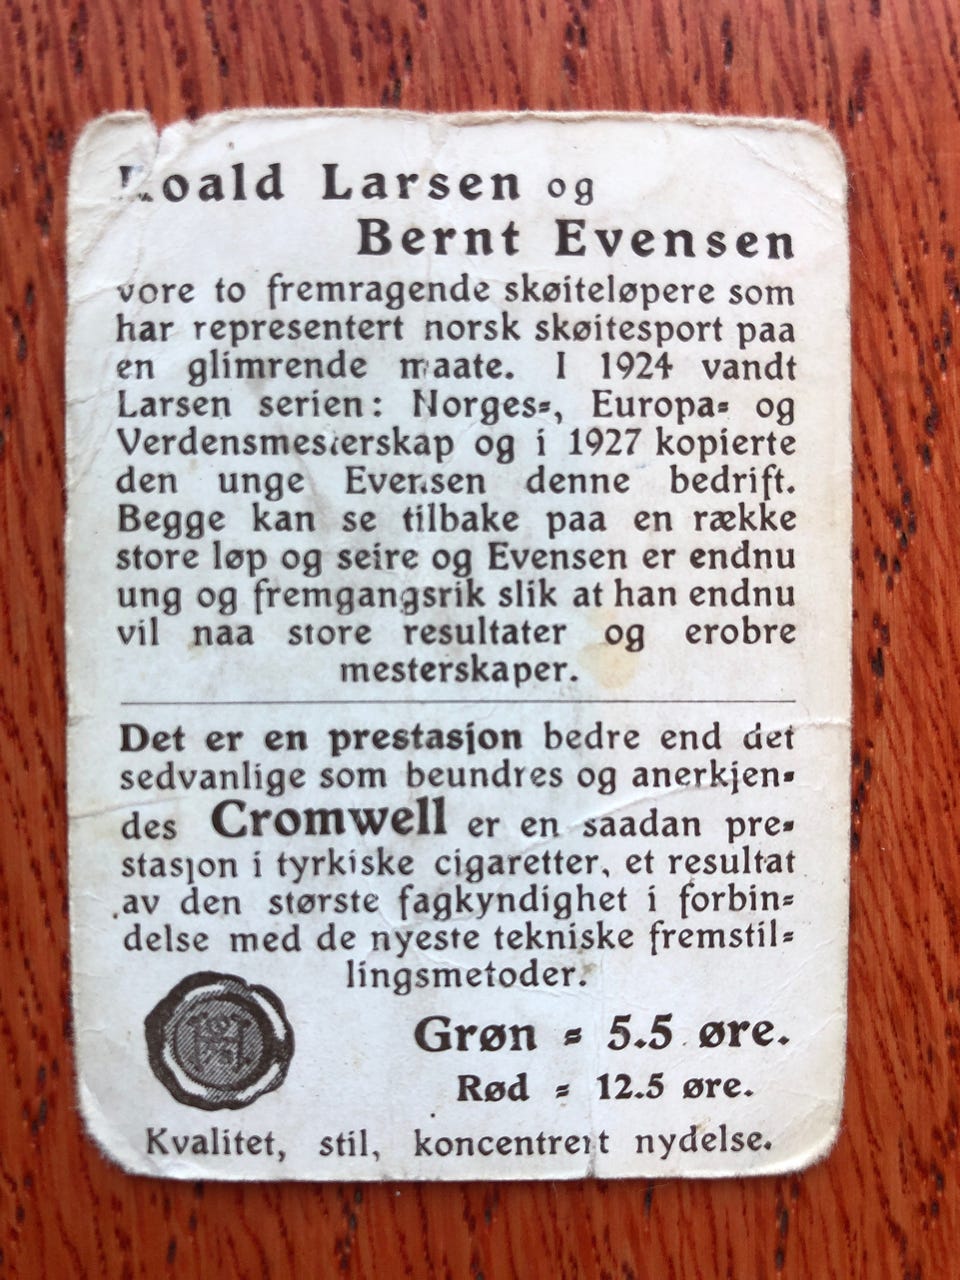 Roald Larsen og
Bernt Evensen
vore to fremragende skøiteløpere som
har representert norsk skøitesport paa
en glimrende maate. I 1924 vandt
Larsen serien: Norges=, Europa= og
Verdensmesterskap og i 1927 kopierte
den unge Evensen denne bedrift.
Begge kan se tilbake paa en række
store løp og seire og Evensen er endnu
ung og fremgangsrik slik at han endnu
vil naa store resultater og erobre
mesterskaper.
Det er en prestasjon bedre end det
sedvanlige som beundres og anerkjen=
des Cromwell er en saadan pre=
stasjon i tyrkiske cigaretter, et resultat
av den største fagkyndighet i forbin=
delse med de nyeste tekniske fremstil=
lingsmetoder.
Grøn = 5.5 øre.
Rød = 12.5 øre.
Kvalitet, stil, koncentrert nydelse.